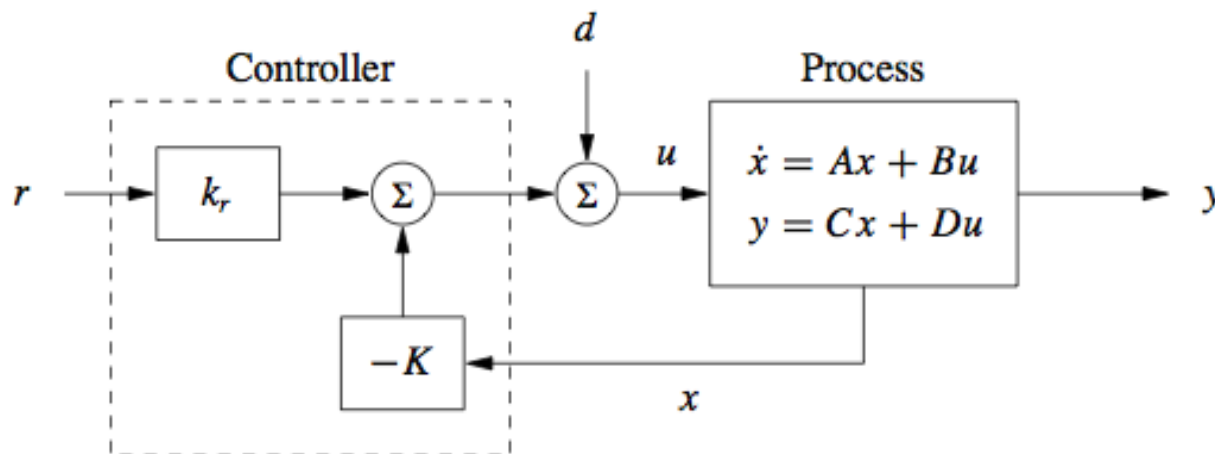 d
Controller
Process
r
k_r
Σ
Σ
u
ẋ = Ax + Bu
y = Cx + Du
y
−K
x